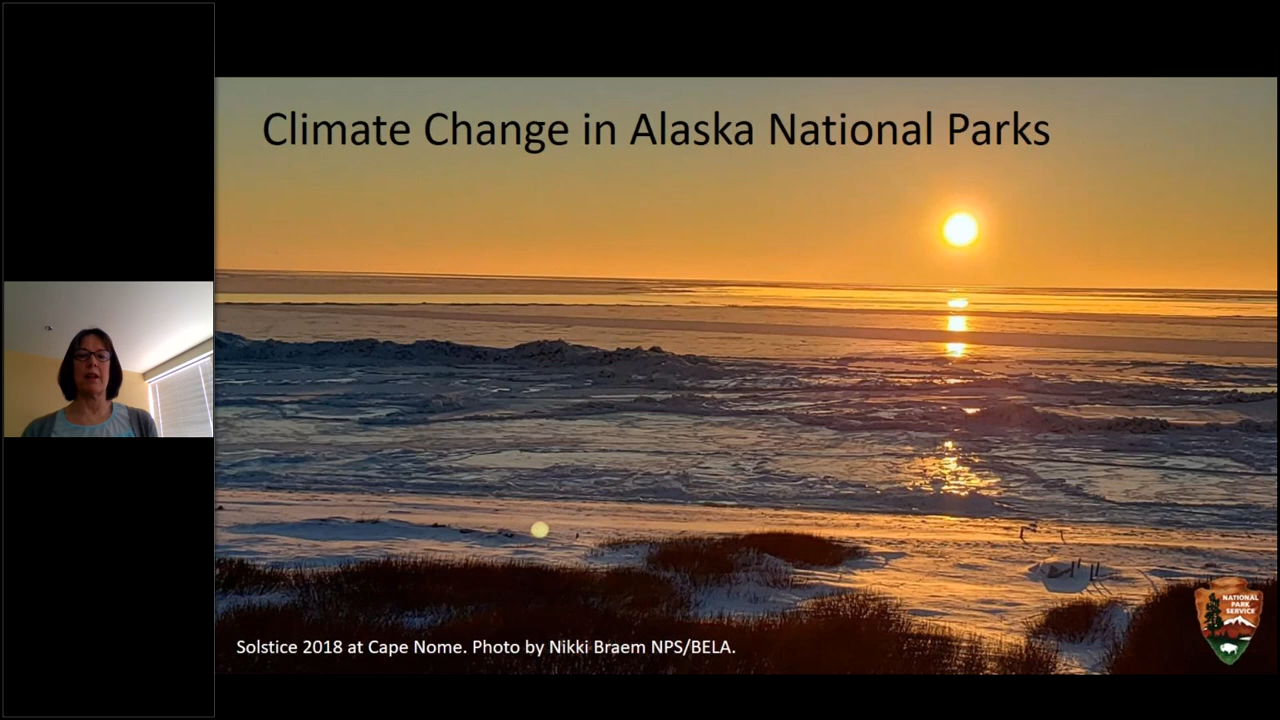 Climate Change in Alaska National Parks
NATIONAL
PARK
SERVICE
Solstice 2018 at Cape Nome. Photo by Nikki Braem NPS/BELA.